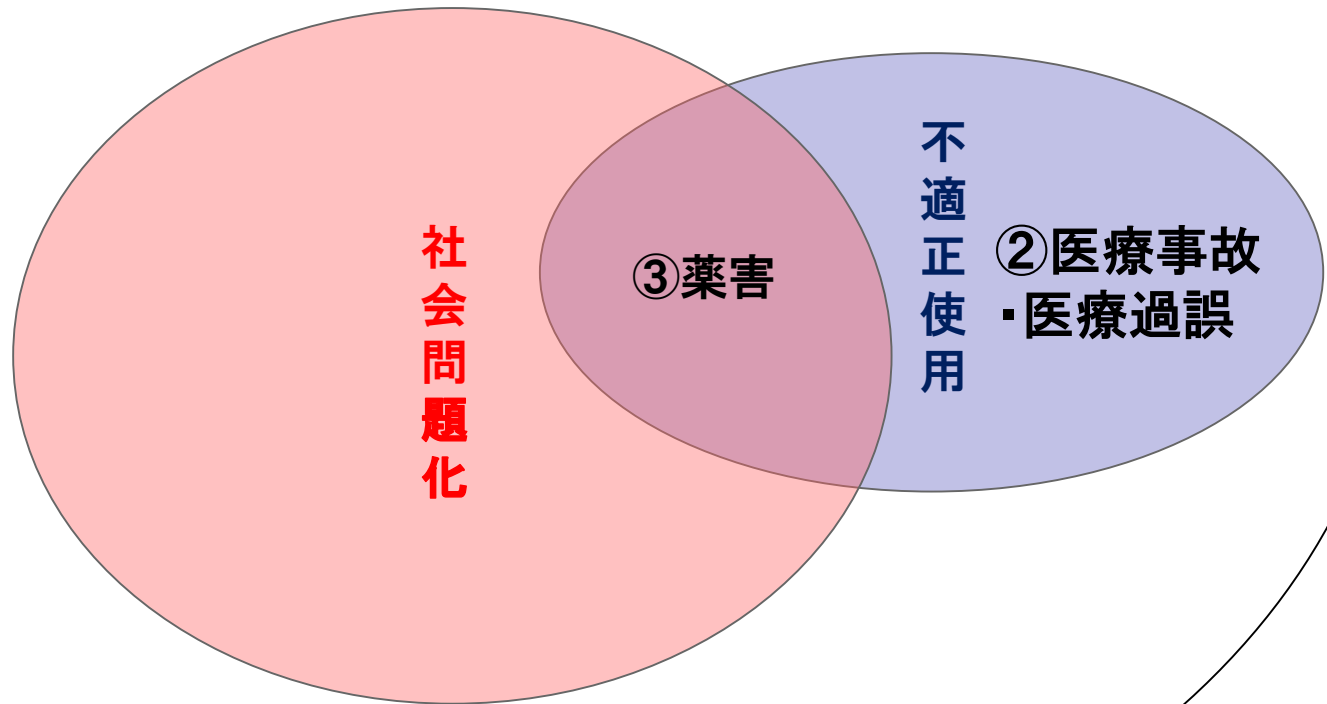 社会問題化
③薬害
不適正使用
②医療事故
・医療過誤